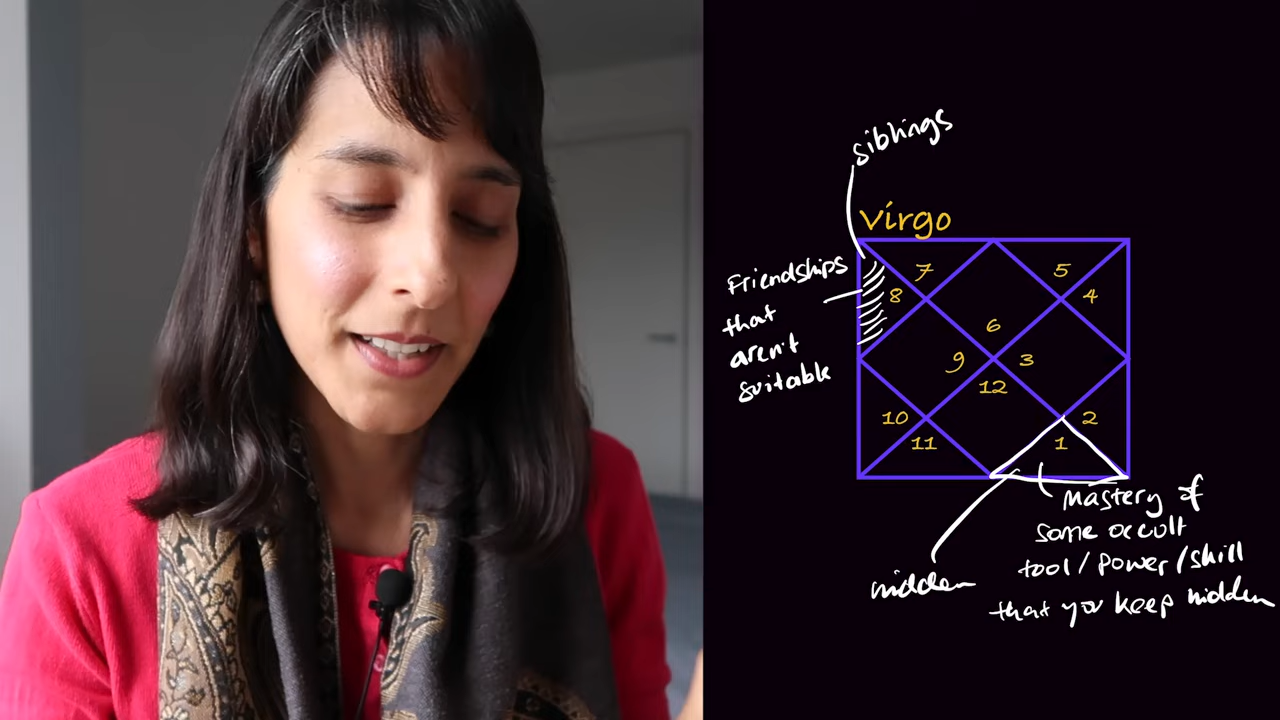 siblings
Virgo
Friendships
that
aren't
suitable
7
5
8
4
6
9
3
12
10
2
11
1
mastery of
some occult
tool/power/skill
hidden
that you keep hidden